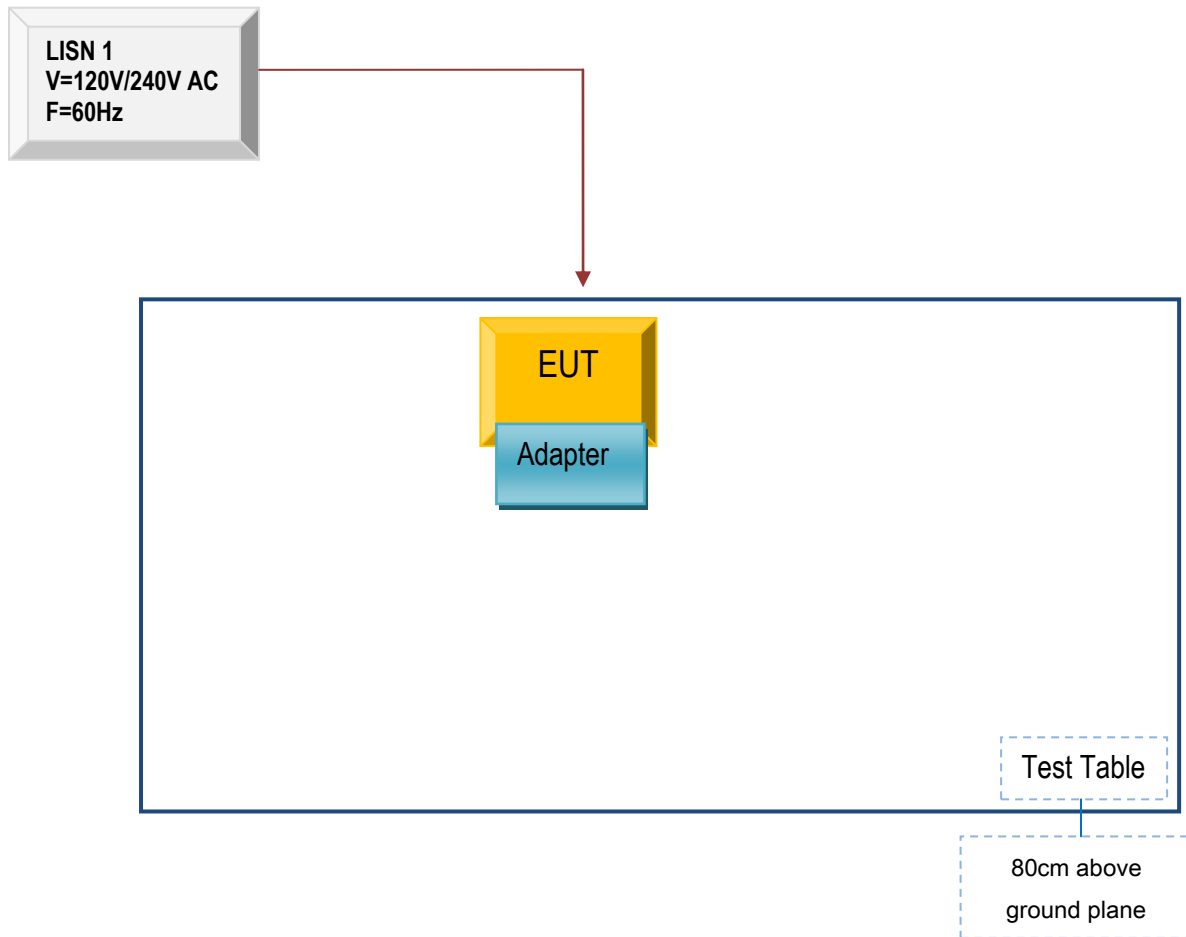 LISN 1
V=120V/240V AC
F=60Hz
EUT
Adapter
Test Table
80cm above
ground plane